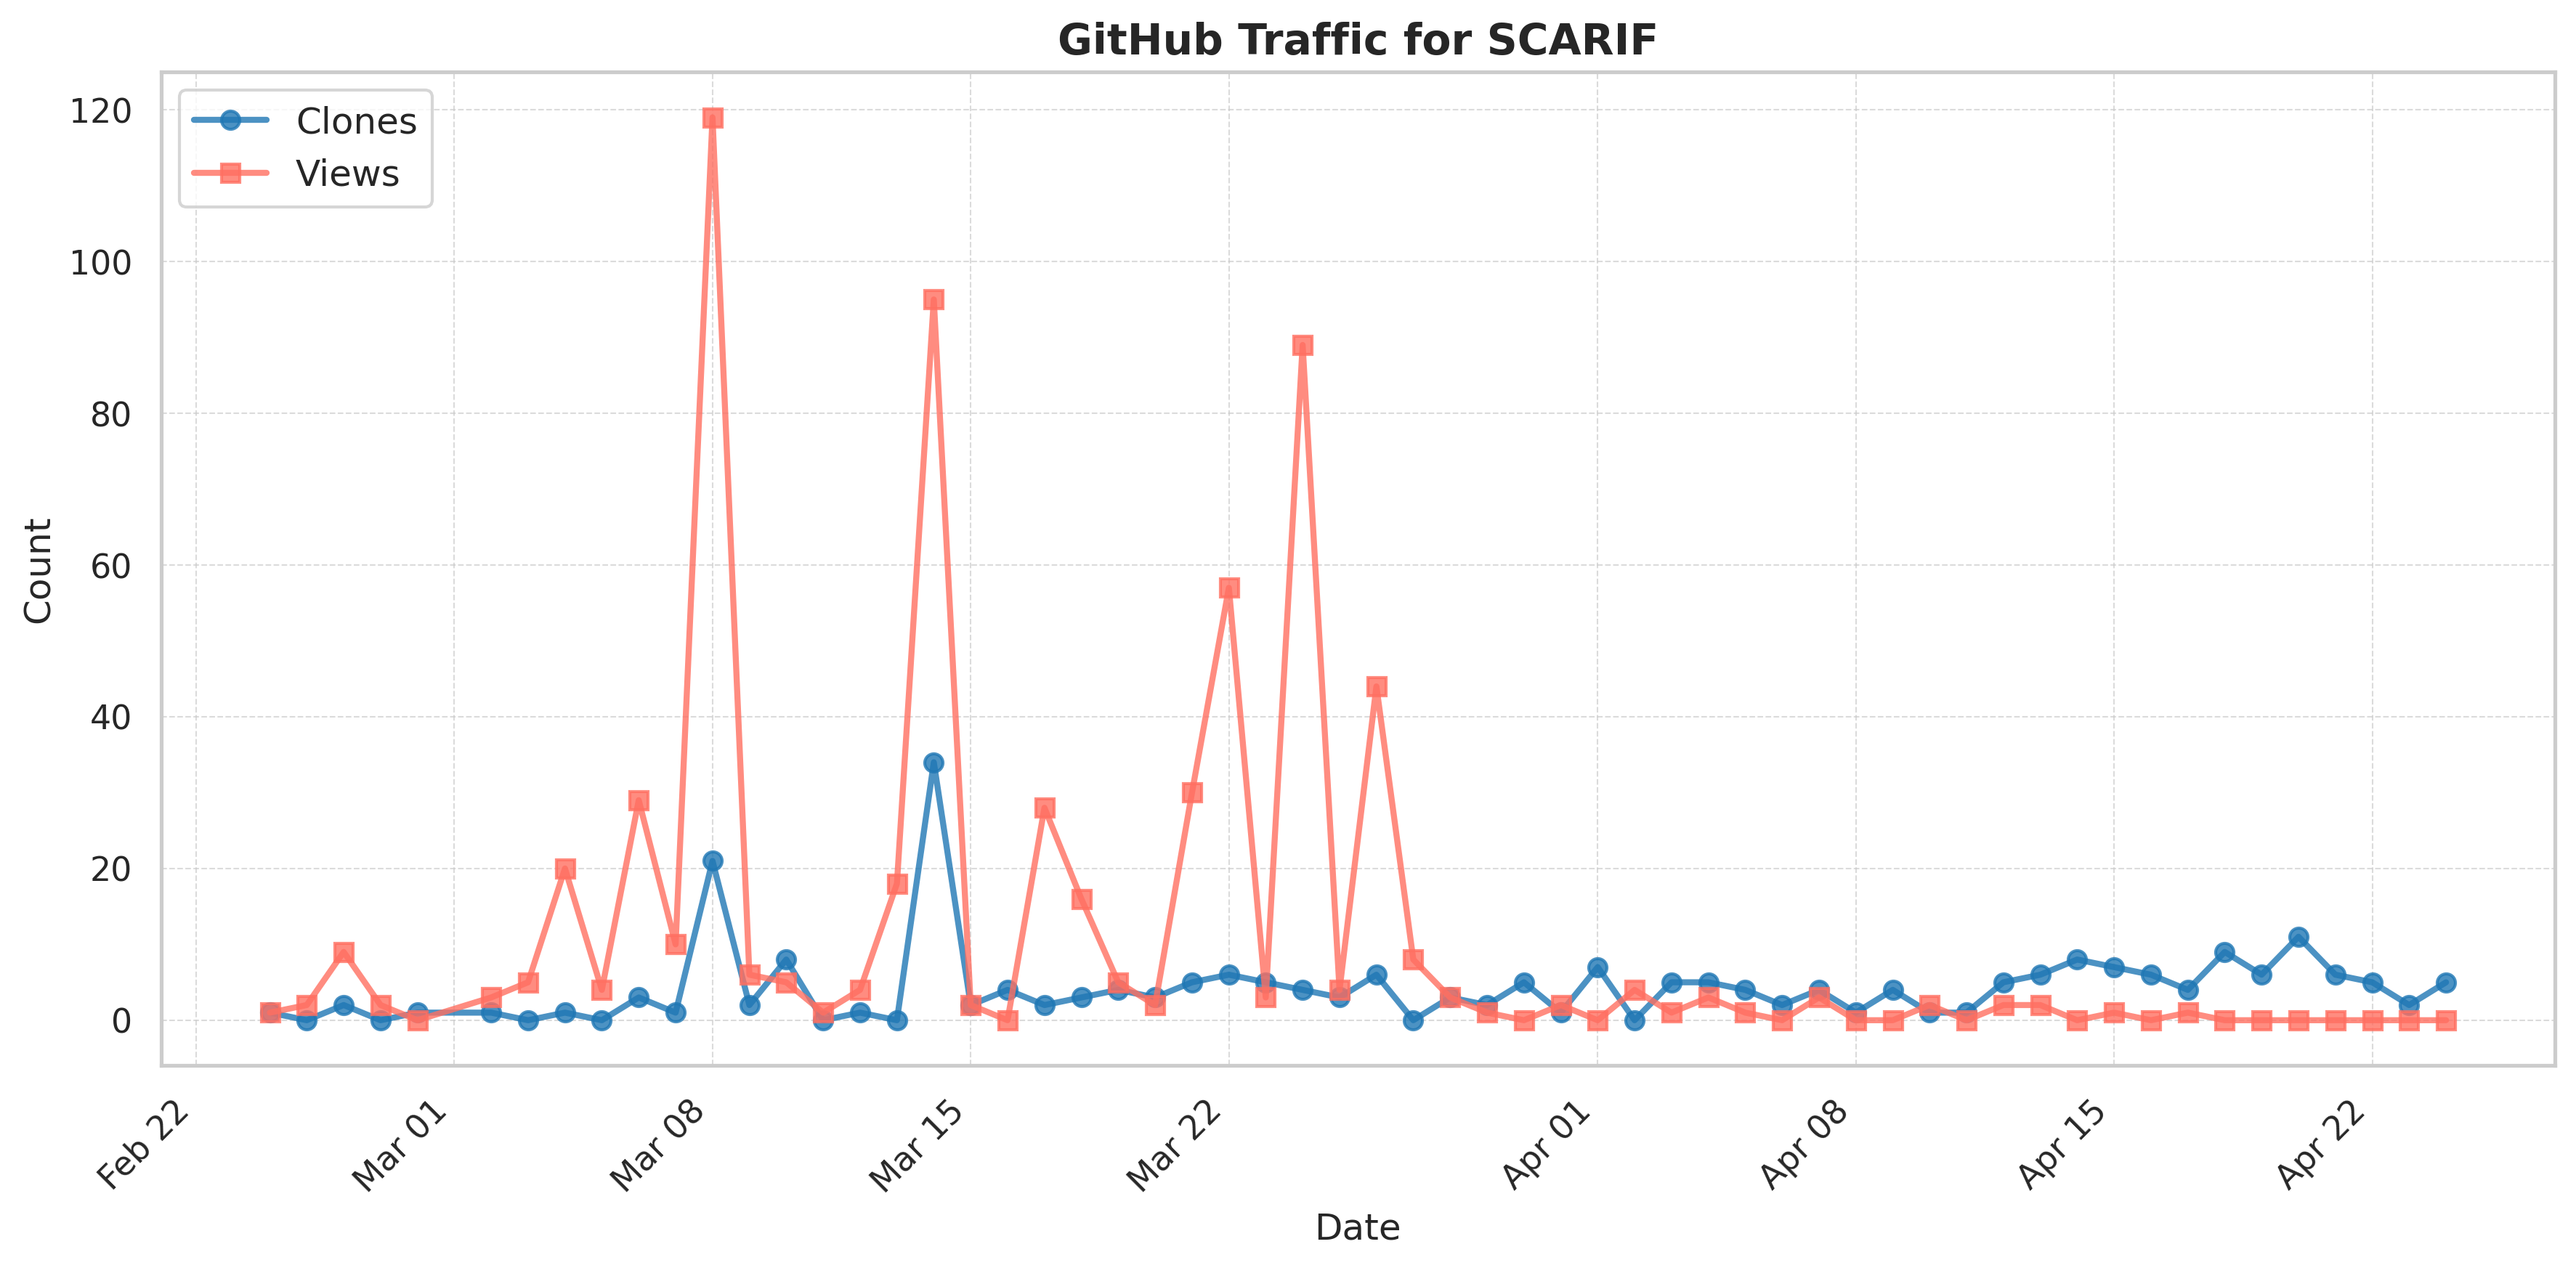 GitHub Traffic for SCARIF
Clones
Views
120
100
80
60
40
20
0
Count
Feb 22
Mar 01
Mar 08
Mar 15
Mar 22
Apr 01
Apr 08
Apr 15
Apr 22
Date